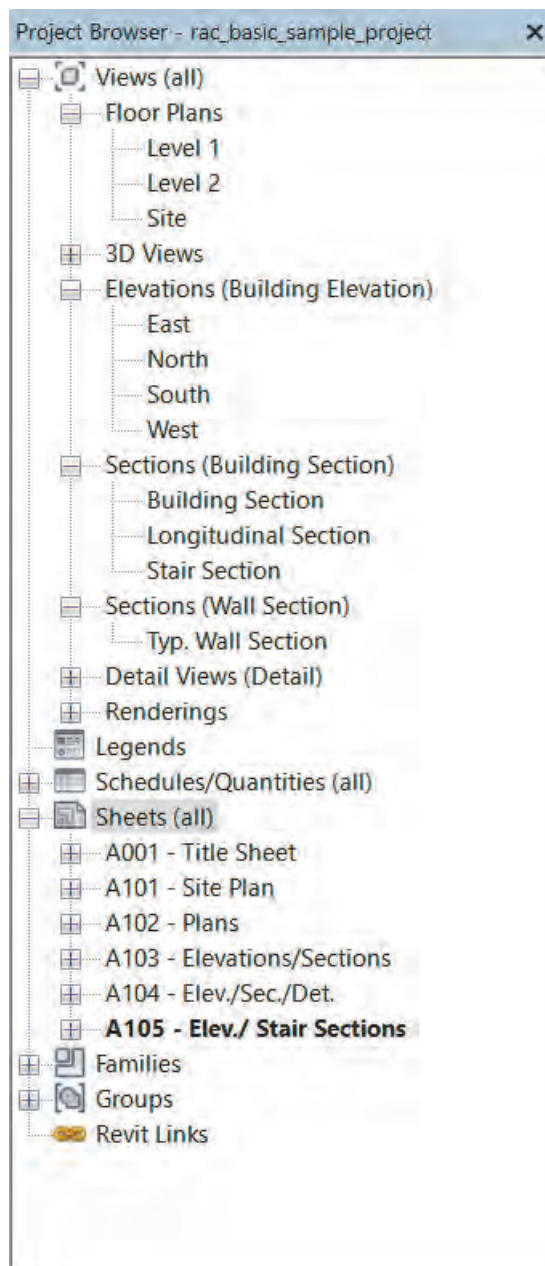 Project Browser - rac_basic_sample_project
Views (all)
Floor Plans
Level 1
Level 2
Site
3D Views
Elevations (Building Elevation)
East
North
South
West
Sections (Building Section)
Building Section
Longitudinal Section
Stair Section
Sections (Wall Section)
Typ. Wall Section
Detail Views (Detail)
Renderings
Legends
Schedules/Quantities (all)
Sheets (all)
A001 - Title Sheet
A101 - Site Plan
A102 - Plans
A103 - Elevations/Sections
A104 - Elev./Sec./Det.
A105 - Elev./ Stair Sections
Families
Groups
Revit Links